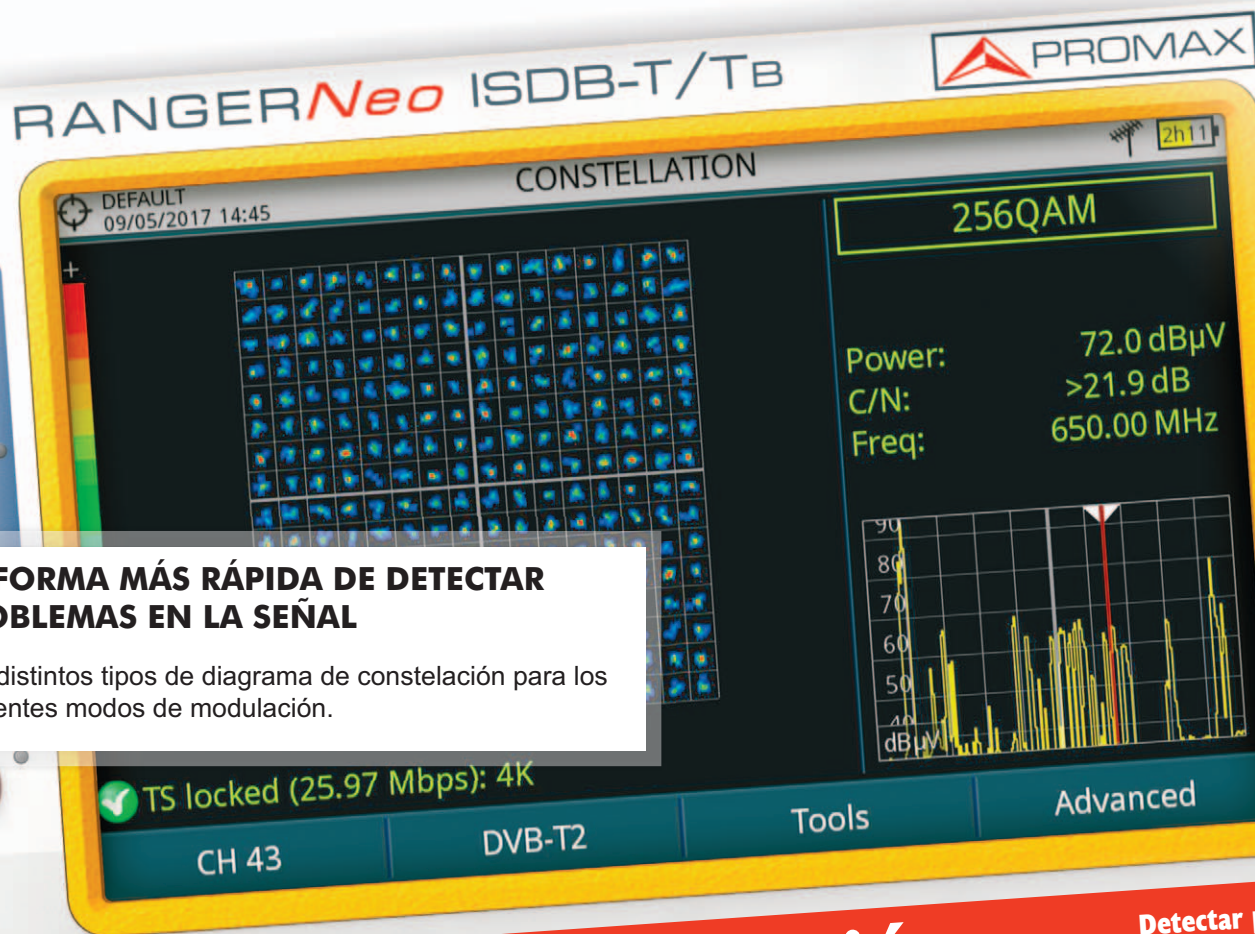 RANGERNeo ISDB-T/TB
PROMAX
DEFAULT
09/05/2017 14:45
CONSTELLATION
2h11
+
256QAM
Power: 72.0 dBµV
C/N: >21.9 dB
Freq: 650.00 MHz
90
80
70
60
50
40
dBµV
FORMA MÁS RÁPIDA DE DETECTAR
OBLEMAS EN LA SEÑAL
distintos tipos de diagrama de constelación para los
entes modos de modulación.
TS locked (25.97 Mbps): 4K
CH 43
DVB-T2
Tools
Advanced
Detectar